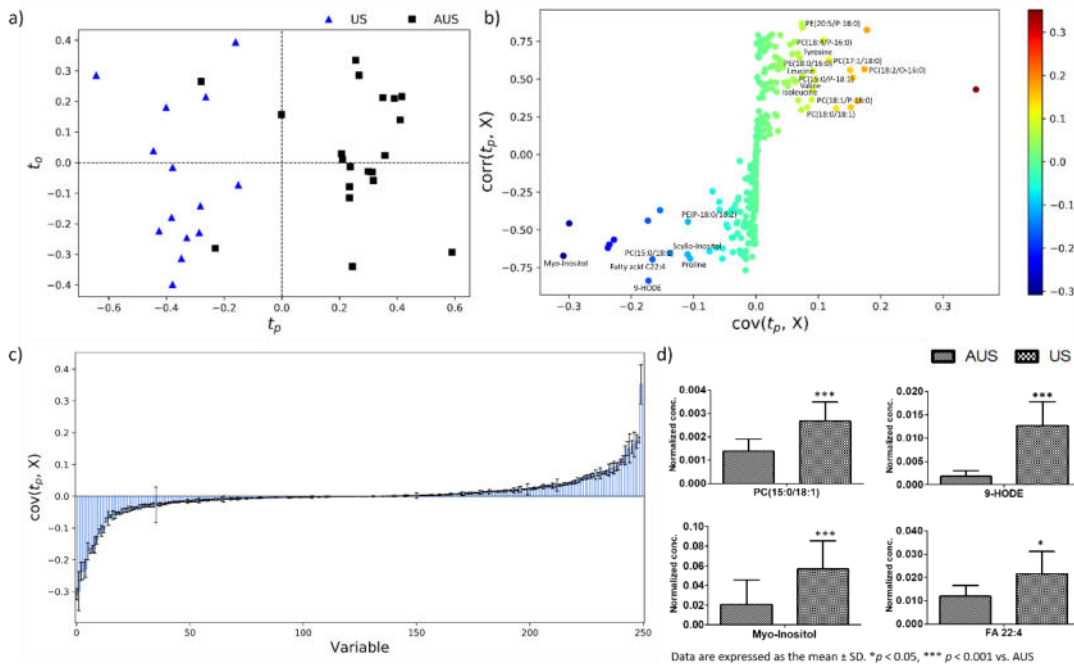 a)
US
AUS
0.4
0.3
0.2
0.1
0.0
−0.1
−0.2
−0.3
−0.4
t_o
−0.6
−0.4
−0.2
0.0
0.2
0.4
0.6
t_p
b)
0.75
0.50
0.25
0.00
−0.25
−0.50
−0.75
corr(t_p, X)
PE(20:5/P-18:0)
PC(18:4/P-16:0)
Tyrosine
PC(17:1/18:0)
PE(18:0/16:0)
Leucine
PC(18:2/O-16:0)
PC(15:0/P-18:1)
Valine
Isoleucine
PC(18:1/P-18:0)
PC(18:0/18:1)
PE(P-18:0/18:2)
Scyllo-Inositol
PC(15:0/18:1)
Myo-Inositol
Fatty acid C22:4
Proline
9-HODE
−0.3
−0.2
−0.1
0.0
0.1
0.2
0.3
cov(t_p, X)
0.3
0.2
0.1
0.0
−0.1
−0.2
−0.3
c)
0.4
0.3
0.2
0.1
0.0
−0.1
−0.2
−0.3
cov(t_p, X)
0
50
100
150
200
250
Variable
d)
AUS
US
0.004
0.003
0.002
0.001
0.000
Normalized conc.
***
PC(15:0/18:1)
0.020
0.015
0.010
0.005
0.000
Normalized conc.
***
9-HODE
0.10
0.08
0.06
0.04
0.02
0.00
Normalized conc.
***
Myo-Inositol
0.040
0.030
0.020
0.010
0.000
Normalized conc.
*
FA 22:4
Data are expressed as the mean ± SD. *p < 0.05, *** p < 0.001 vs. AUS